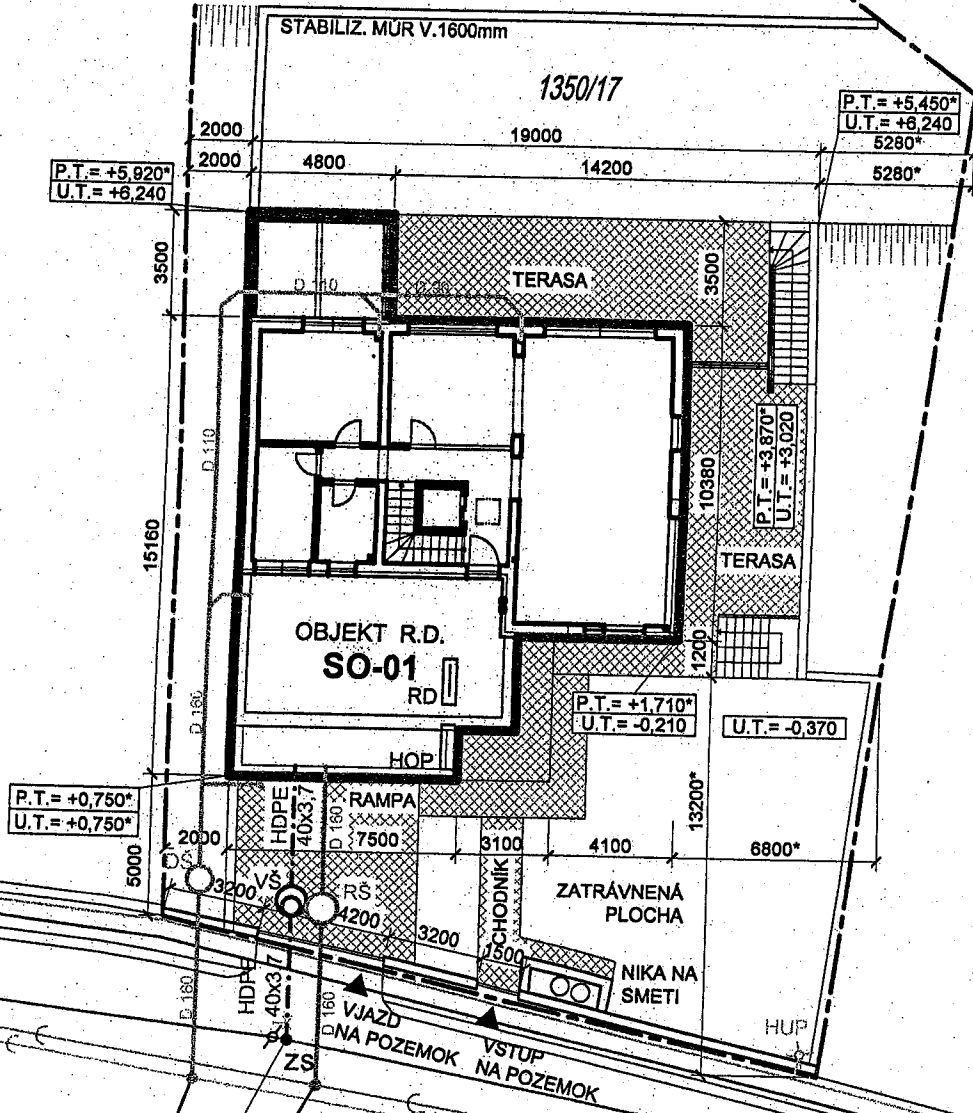 STABILIZ. MÚR V.1600mm
1350/17
P.T.= +5,450*
U.T.= +6,240
2000
19000
5280*
2000
4800
14200
5280*
P.T.= +5,920*
U.T.= +6,240
3500
TERASA
3500
D 110
D 110
P.T.= +3,870*
U.T.= +3,020
10380
15160
TERASA
OBJEKT R.D.
SO-01
RD
1200
P.T.= +1,710*
U.T.= -0,210
U.T.= -0,370
D 160
HOP
P.T.= +0,750*
U.T.= +0,750*
HDPE
40x3,7
D 160
RAMPA
13200*
2000
7500
3100
4100
6800*
5000
DŠ
VŠ
RŠ
3200
4200
3200
1500
CHODNÍK
ZATRÁVNENÁ
PLOCHA
NIKA NA
SMETI
D 160
HDPE
40x3,7
D 160
VJAZD
NA POZEMOK
VSTUP
NA POZEMOK
HUP
ZŠ